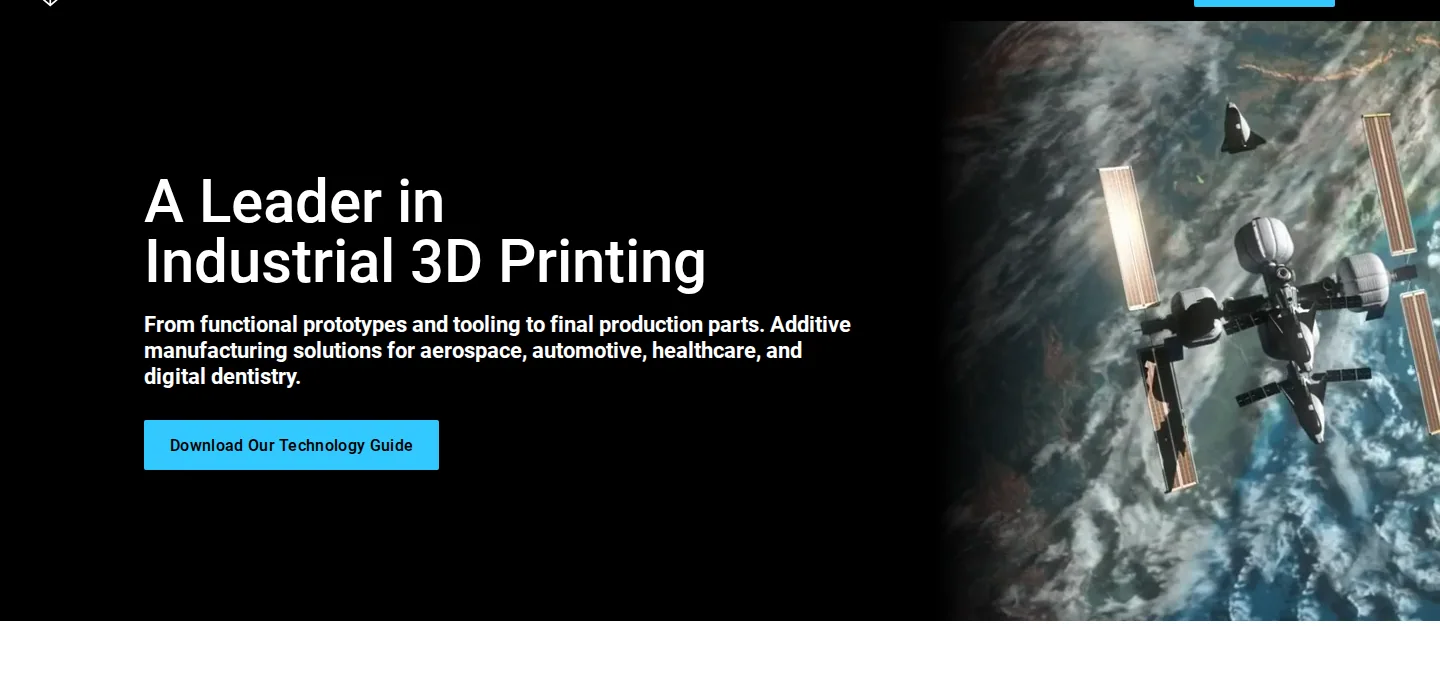 A Leader in
Industrial 3D Printing
From functional prototypes and tooling to final production parts. Additive
manufacturing solutions for aerospace, automotive, healthcare, and
digital dentistry.
Download Our Technology Guide